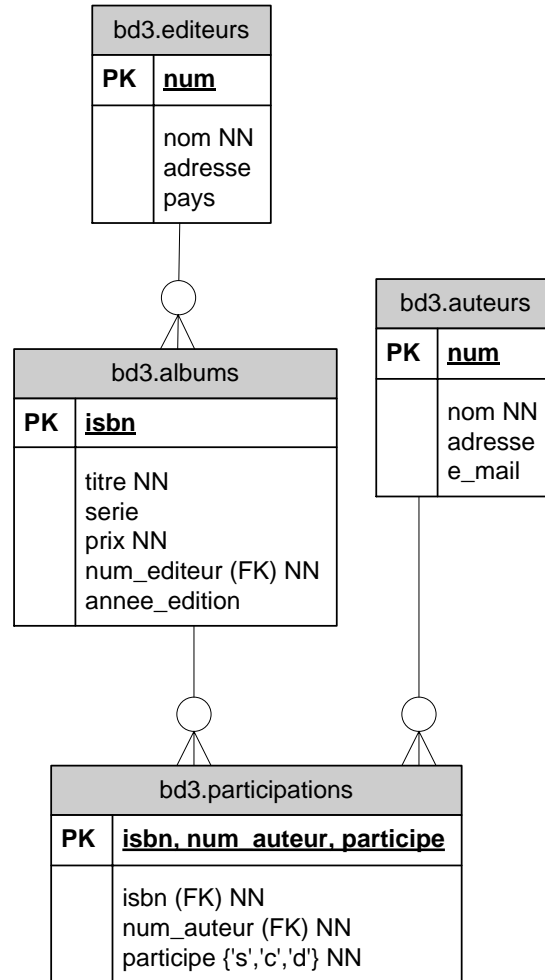 bd3.editeurs
PK num
nom NN
adresse
pays
bd3.albums
PK isbn
titre NN
serie
prix NN
num_editeur (FK) NN
annee_edition
bd3.auteurs
PK num
nom NN
adresse
e_mail
bd3.participations
PK isbn, num_auteur, participe
isbn (FK) NN
num_auteur (FK) NN
participe {'s','c','d'} NN